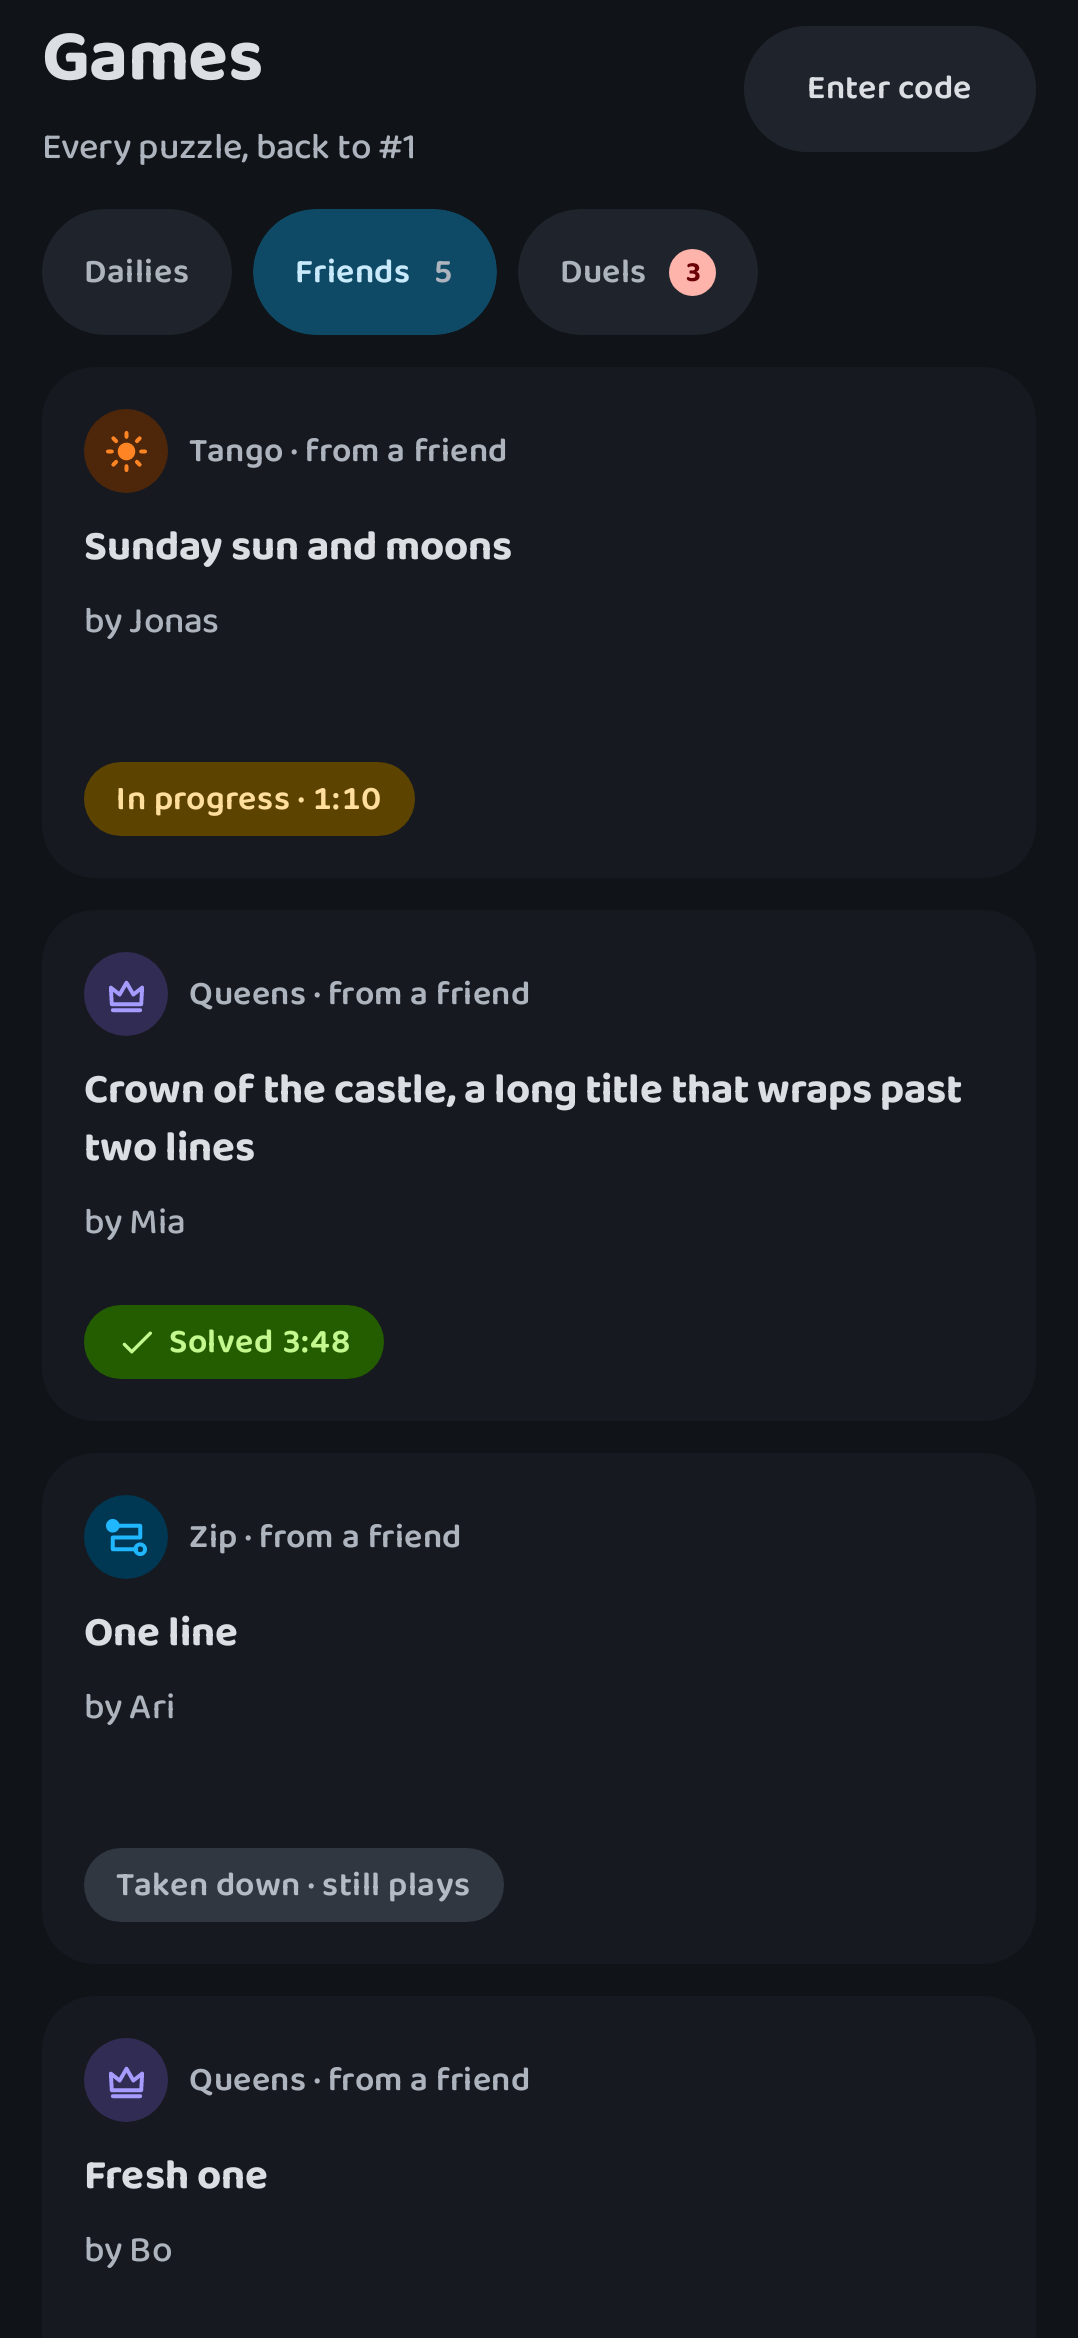 Games
Enter code
Every puzzle, back to #1
Dailies
Friends 5
Duels 3
Tango · from a friend
Sunday sun and moons
by Jonas
In progress · 1:10
Queens · from a friend
Crown of the castle, a long title that wraps past
two lines
by Mia
Solved 3:48
Zip · from a friend
One line
by Ari
Taken down · still plays
Queens · from a friend
Fresh one
by Bo